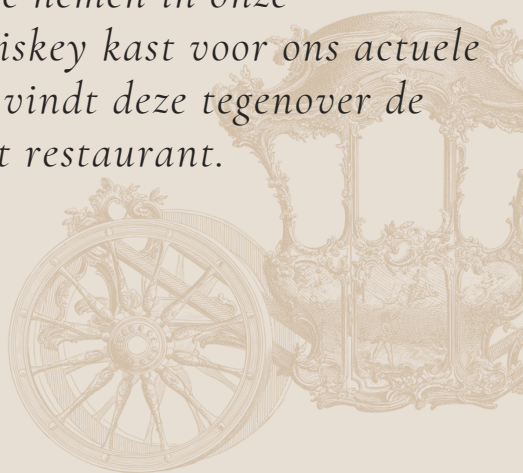 nemen in onze
iskey kast voor ons actuele
vindt deze tegenover de
t restaurant.